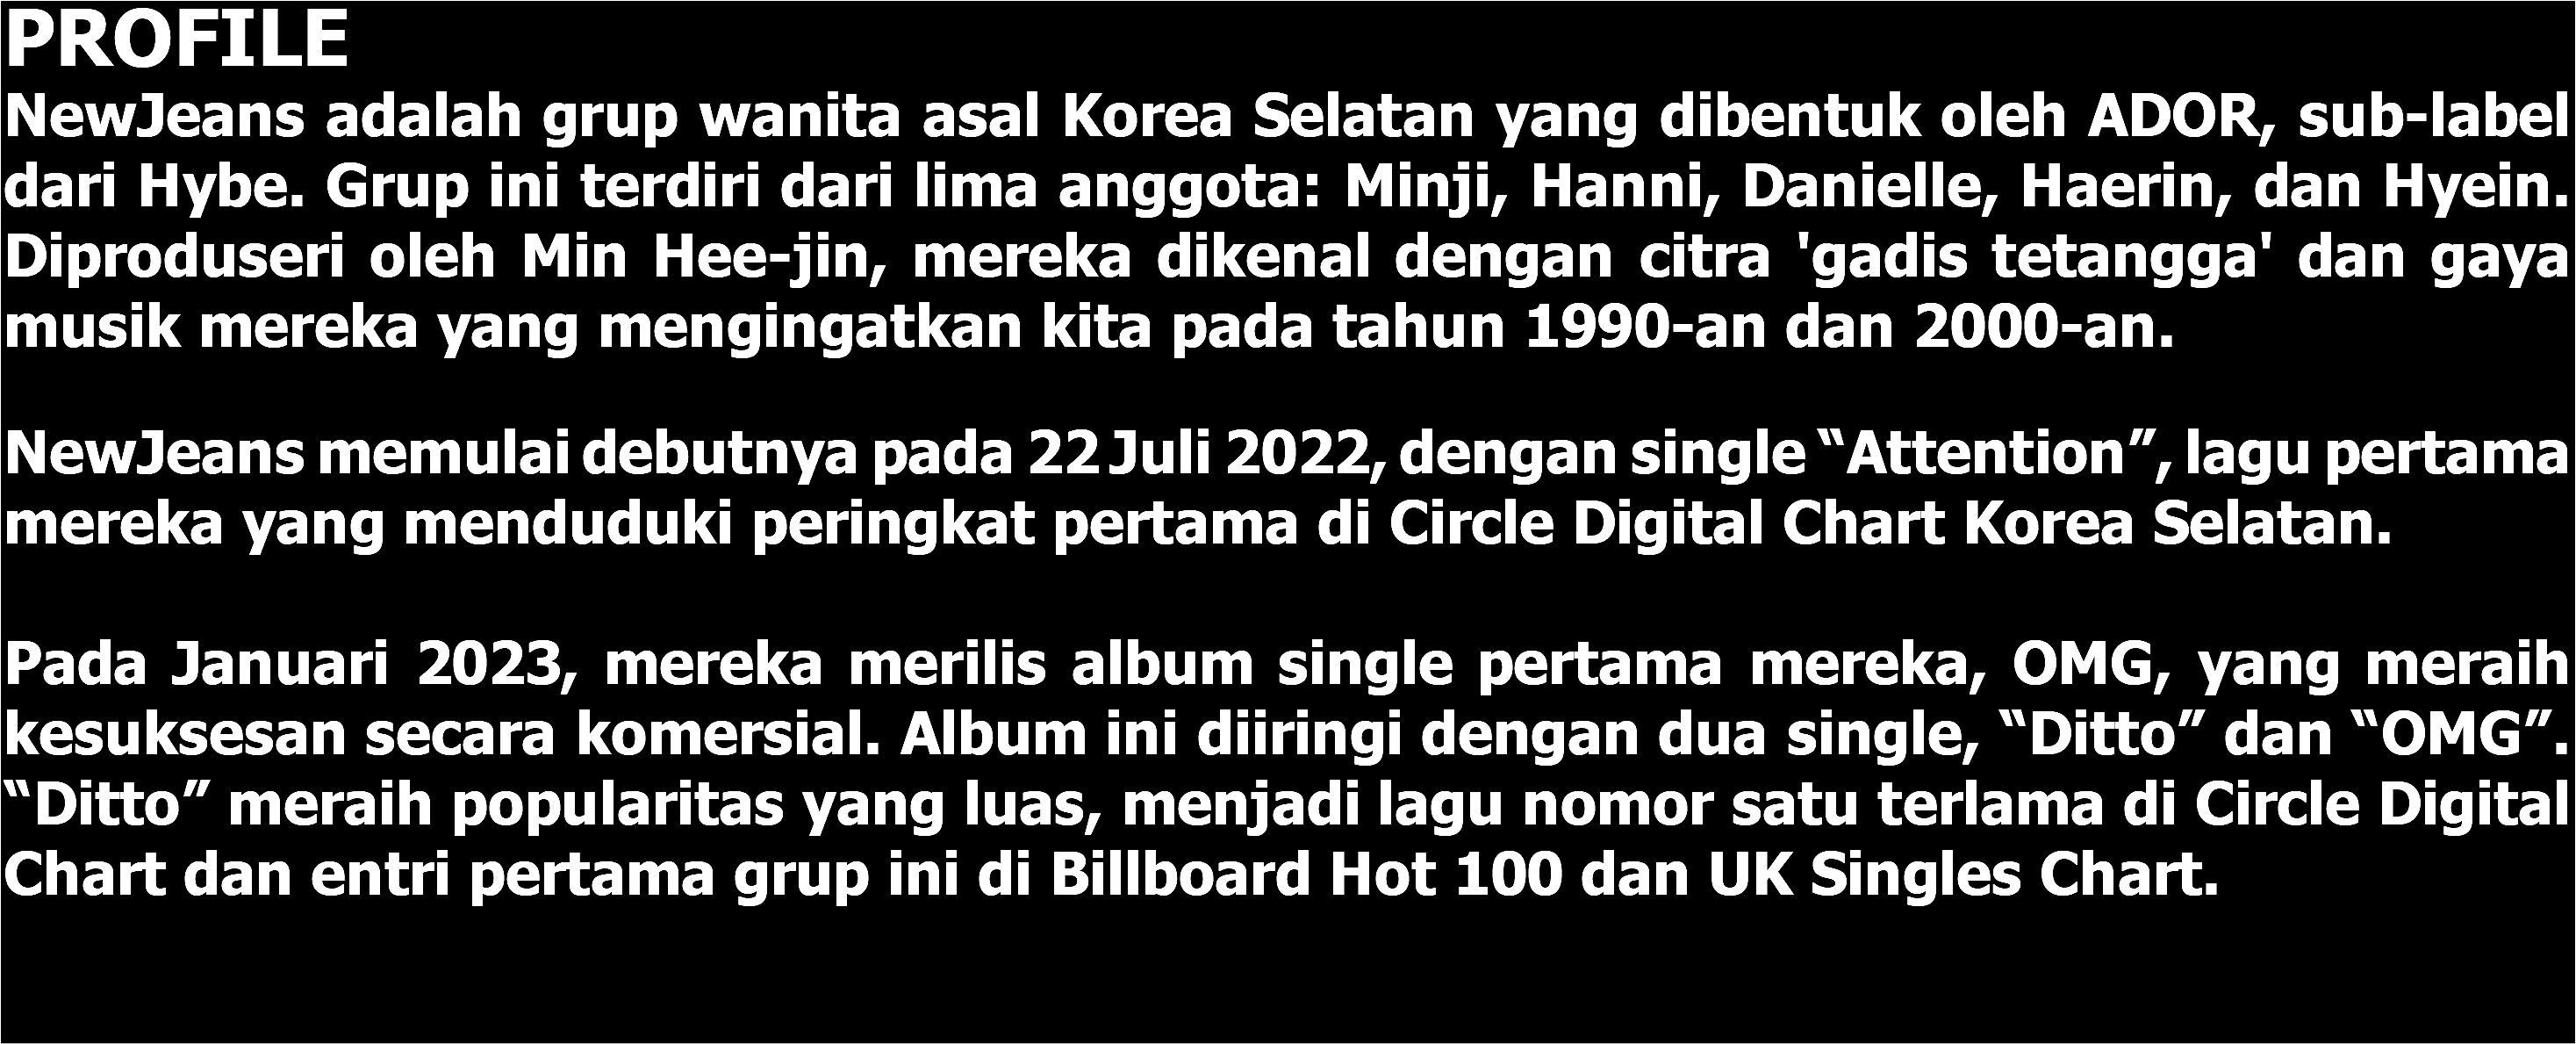 PROFILE
NewJeans adalah grup wanita asal Korea Selatan yang dibentuk oleh ADOR, sub-label
dari Hybe. Grup ini terdiri dari lima anggota: Minji, Hanni, Danielle, Haerin, dan Hyein.
Diproduseri oleh Min Hee-jin, mereka dikenal dengan citra 'gadis tetangga' dan gaya
musik mereka yang mengingatkan kita pada tahun 1990-an dan 2000-an.
NewJeans memulai debutnya pada 22 Juli 2022, dengan single “Attention”, lagu pertama
mereka yang menduduki peringkat pertama di Circle Digital Chart Korea Selatan.
Pada Januari 2023, mereka merilis album single pertama mereka, OMG, yang meraih
kesuksesan secara komersial. Album ini diiringi dengan dua single, “Ditto” dan “OMG”.
“Ditto” meraih popularitas yang luas, menjadi lagu nomor satu terlama di Circle Digital
Chart dan entri pertama grup ini di Billboard Hot 100 dan UK Singles Chart.